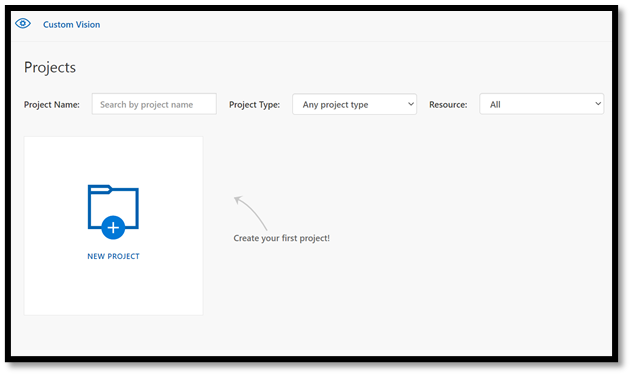 Custom Vision
Projects
Project Name: Search by project name Project Type: Any project type Resource: All
NEW PROJECT
Create your first project!